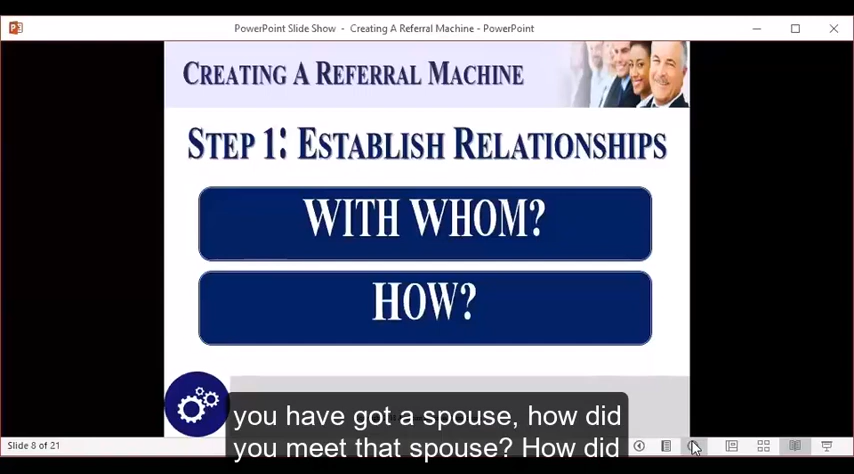 PowerPoint Slide Show - Creating A Referral Machine - PowerPoint
CREATING A REFERRAL MACHINE
STEP 1: ESTABLISH RELATIONSHIPS
WITH WHOM?
HOW?
you have got a spouse, how did
you meet that spouse? How did
Slide 8 of 21